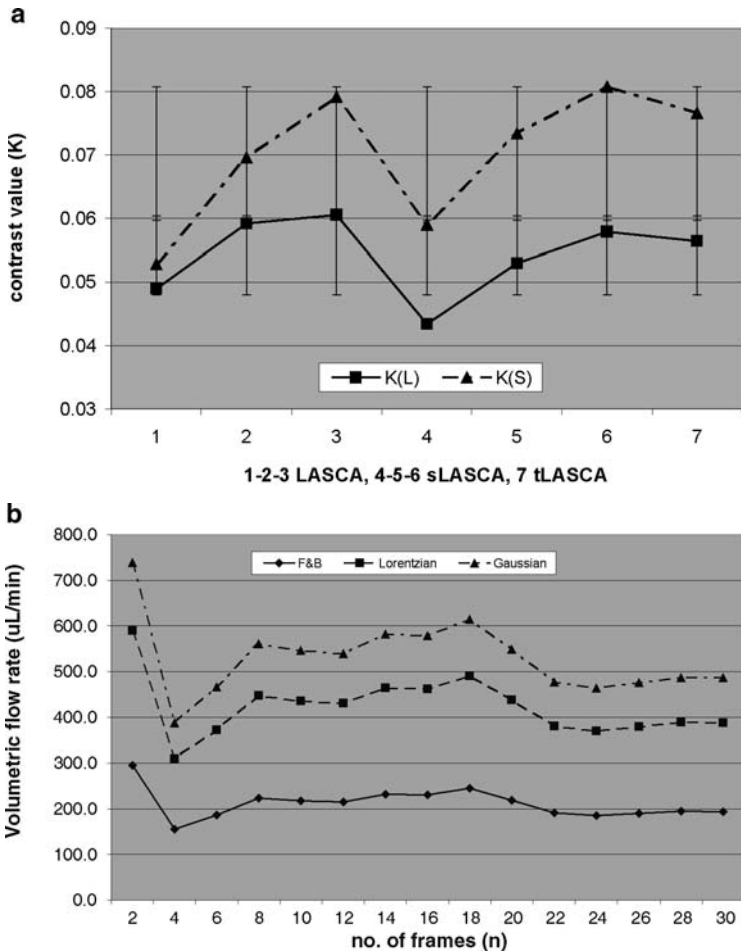 a
0.09
0.08
0.07
0.06
0.05
0.04
0.03
contrast value (K)
K(L) K(S)
1 2 3 4 5 6 7
1-2-3 LASCA, 4-5-6 sLASCA, 7 tLASCA
b
800.0
700.0
600.0
500.0
400.0
300.0
200.0
100.0
0.0
Volumetric flow rate (uL/min)
F&B Lorentzian Gaussian
2 4 6 8 10 12 14 16 18 20 22 24 26 28 30
no. of frames (n)